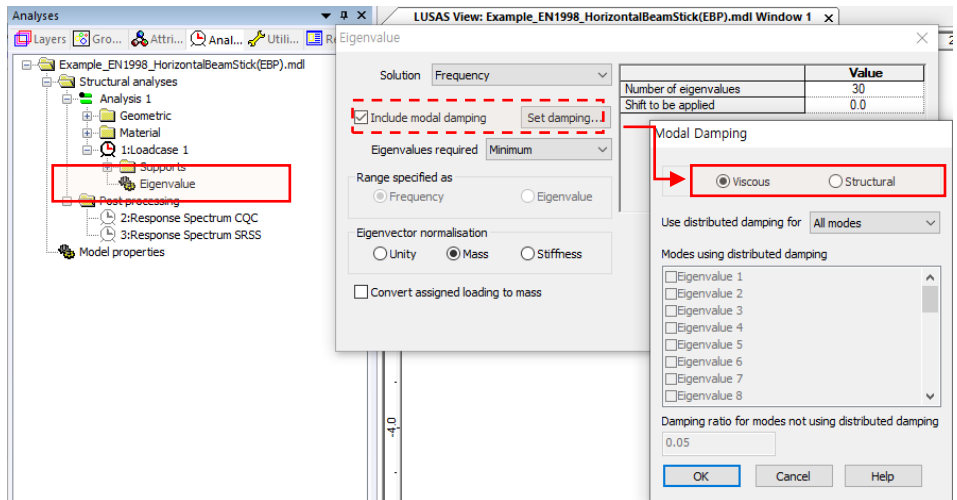 Analyses
Layers Gro... Attri... Anal... Utili... R
Example_EN1998_HorizontalBeamStick(EBP).mdl
Structural analyses
Analysis 1
Geometric
Material
1:Loadcase 1
Supports
Eigenvalue
Post processing
2:Response Spectrum CQC
3:Response Spectrum SRSS
Model properties
LUSAS View: Example_EN1998_HorizontalBeamStick(EBP).mdl Window 1
2
Eigenvalue
Solution Frequency
Include modal damping Set damping...
Eigenvalues required Minimum
Range specified as
Frequency Eigenvalue
Eigenvector normalisation
Unity Mass Stiffness
Convert assigned loading to mass
Value
Number of eigenvalues 30
Shift to be applied 0.0
Modal Damping
Viscous Structural
Use distributed damping for All modes
Modes using distributed damping
Eigenvalue 1
Eigenvalue 2
Eigenvalue 3
Eigenvalue 4
Eigenvalue 5
Eigenvalue 6
Eigenvalue 7
Eigenvalue 8
Damping ratio for modes not using distributed damping
0.05
OK Cancel Help
-4.0